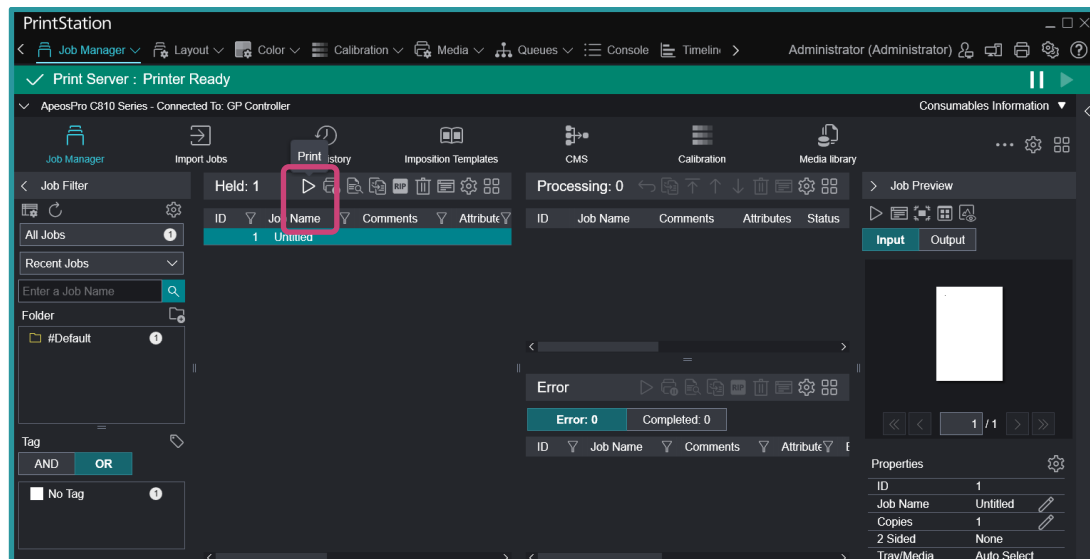 PrintStation
Job Manager Layout Color Calibration Media Queues Console Timelin Administrator (Administrator)
Print Server : Printer Ready
ApeosPro C810 Series - Connected To: GP Controller Consumables Information
Job Manager Import Jobs Print story Imposition Templates CMS Calibration Media library
Job Filter
All Jobs 1
Recent Jobs
Enter a Job Name
Folder
#Default 1
Tag
AND OR
No Tag 1
Held: 1
RIP
ID Job Name Comments Attribute
1 Untitled
Processing: 0
ID Job Name Comments Attributes Status
Error
RIP
Error: 0 Completed: 0
ID Job Name Comments Attribute E
Job Preview
Input Output
1 / 1
Properties
ID 1
Job Name Untitled
Copies 1
2 Sided None
Tray/Media Auto Select